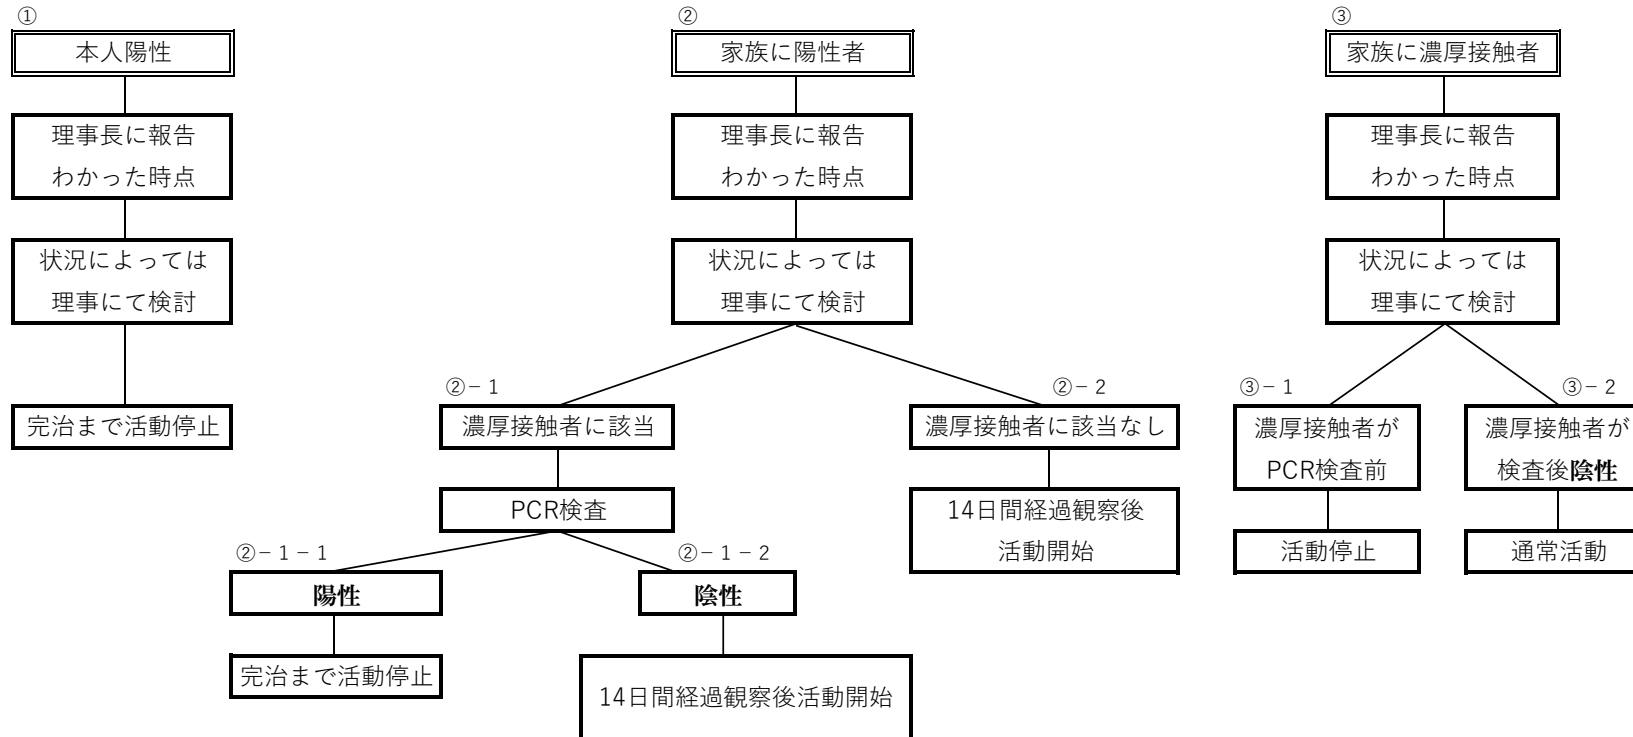 ①
本人陽性
理事長に報告
わかった時点
状況によっては
理事にて検討
完治まで活動停止
②
家族に陽性者
理事長に報告
わかった時点
状況によっては
理事にて検討
②－１
濃厚接触者に該当
PCR検査
②－１－１
陽性
完治まで活動停止
②－１－２
陰性
14日間経過観察後活動開始
②－２
濃厚接触者に該当なし
14日間経過観察後
活動開始
③
家族に濃厚接触者
理事長に報告
わかった時点
状況によっては
理事にて検討
③－１
濃厚接触者が
PCR検査前
活動停止
③－２
濃厚接触者が
検査後陰性
通常活動